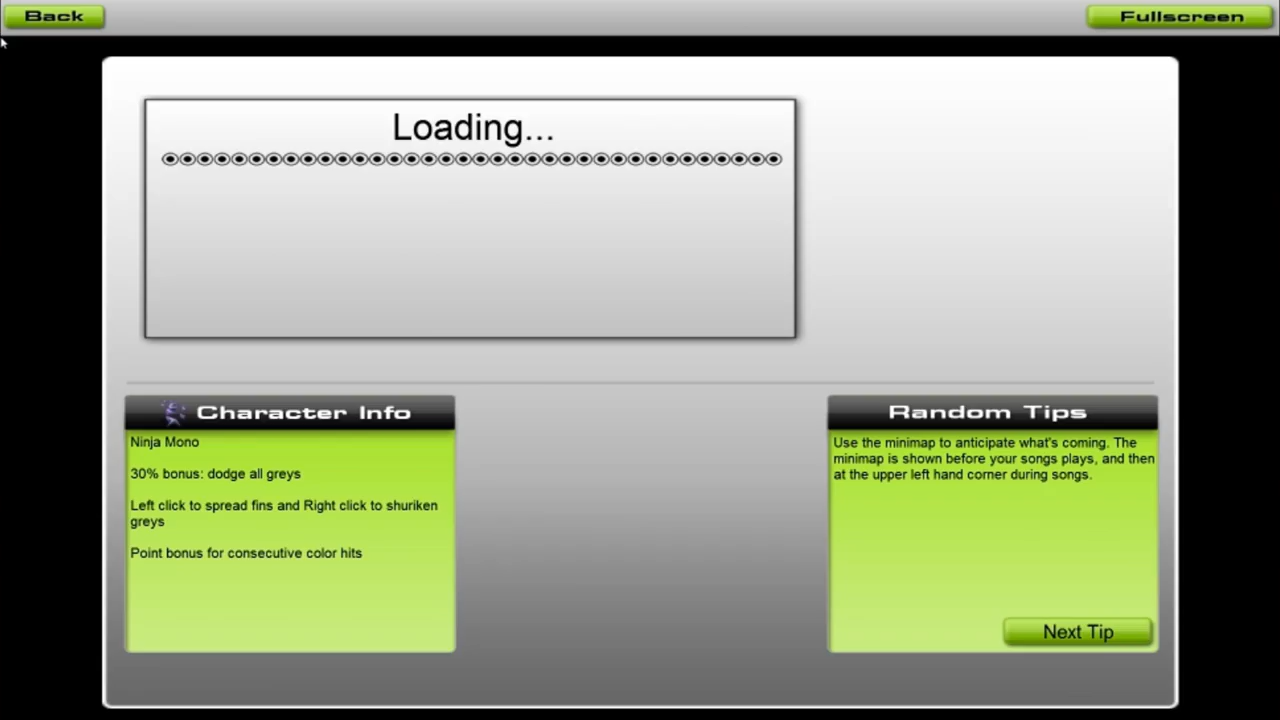 Back
Fullscreen
Loading...
Character Info
Ninja Mono
30% bonus: dodge all greys
Left click to spread fins and Right click to shuriken
greys
Point bonus for consecutive color hits
Random Tips
Use the minimap to anticipate what's coming. The
minimap is shown before your songs plays, and then
at the upper left hand corner during songs.
Next Tip